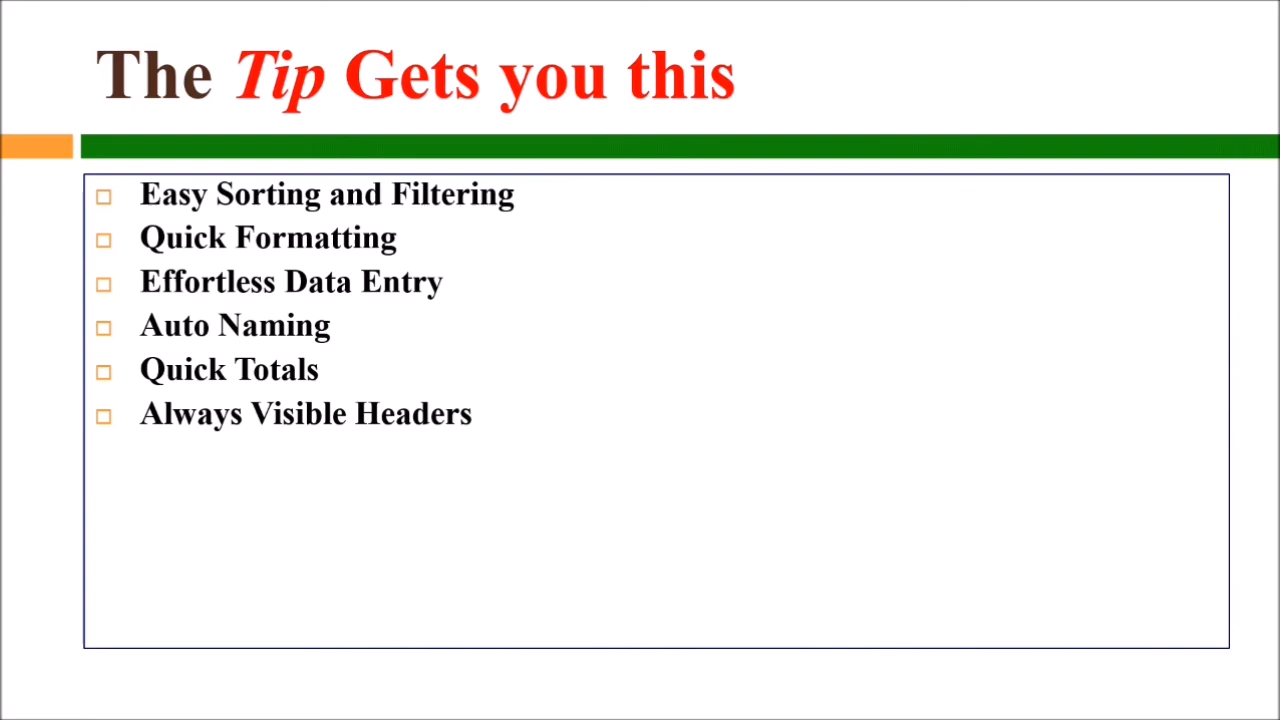 The Tip Gets you this
Easy Sorting and Filtering
Quick Formatting
Effortless Data Entry
Auto Naming
Quick Totals
Always Visible Headers